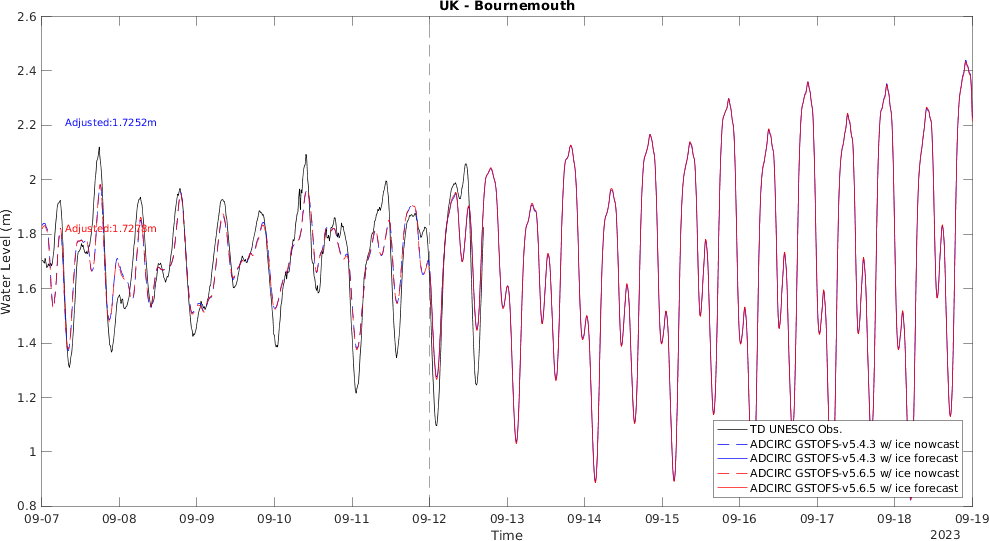 UK - Bournemouth
2.6
2.4
2.2
2
1.8
1.6
1.4
1.2
1
0.8
Water Level (m)
Adjusted:1.7252m
Adjusted:1.7278m
TD UNESCO Obs.
ADCIRC GSTOFS-v5.4.3 w/ ice nowcast
ADCIRC GSTOFS-v5.4.3 w/ ice forecast
ADCIRC GSTOFS-v5.6.5 w/ ice nowcast
ADCIRC GSTOFS-v5.6.5 w/ ice forecast
09-07 09-08 09-09 09-10 09-11 09-12 09-13 09-14 09-15 09-16 09-17 09-18 09-19
Time
2023